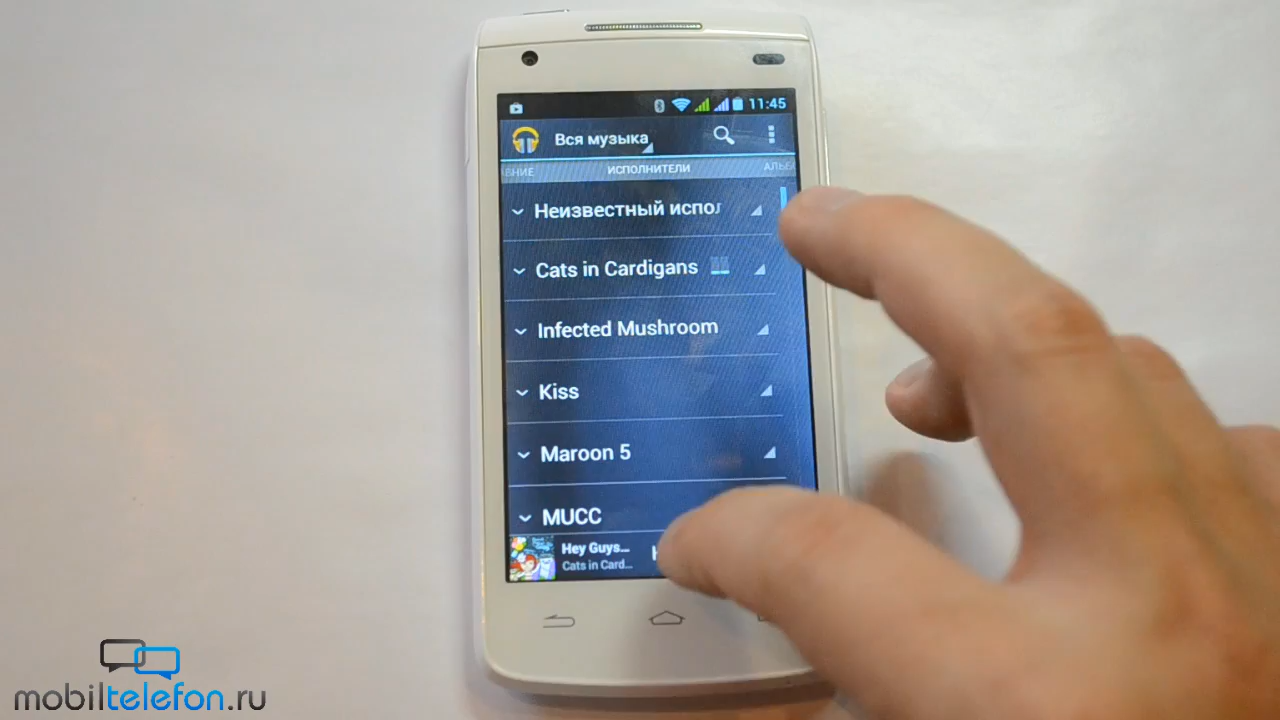 11:45
Вся музыка
ИСПОЛНИТЕЛИ
Неизвестный
Cats in Cardigans
Infected Mushroom
Kiss
Maroon 5
MUCC
Hey Guys...
Cats in Card...
mobiltelefon.ru